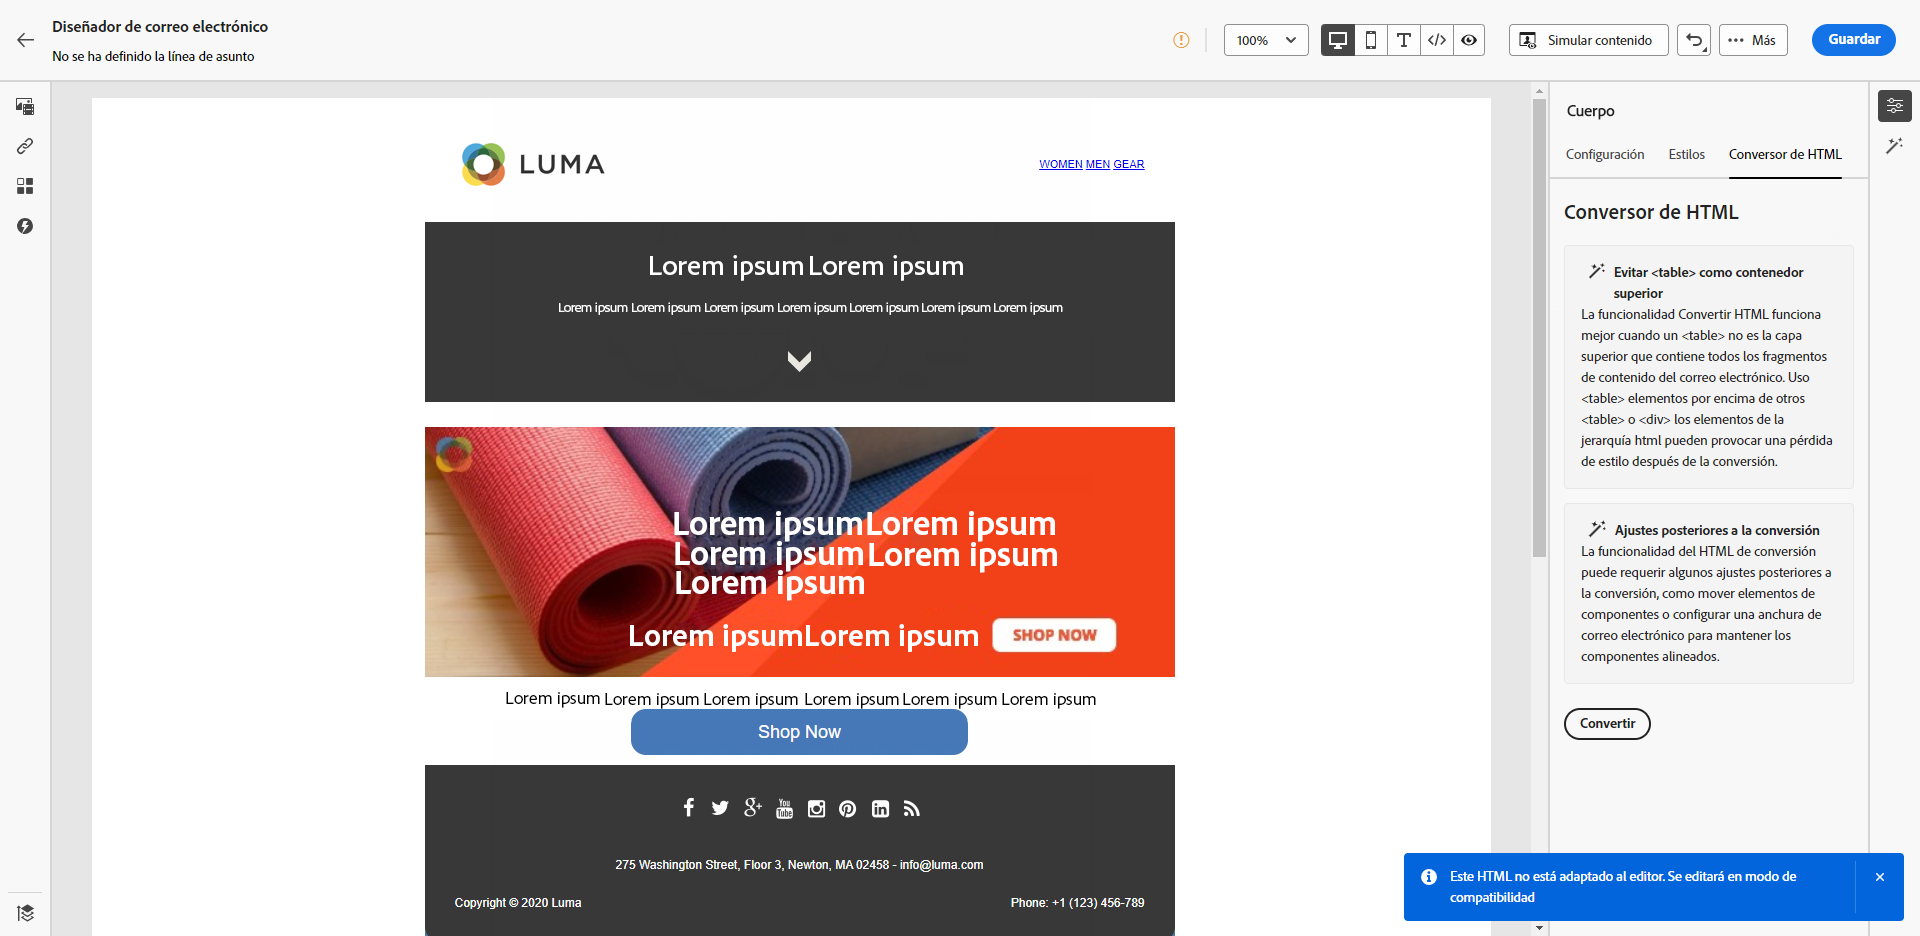 Diseñador de correo electrónico
No se ha definido la línea de asunto
100%
Simular contenido
Más
Guardar
LUMA
WOMEN MEN GEAR
Lorem ipsum Lorem ipsum
Lorem ipsum Lorem ipsum Lorem ipsum Lorem ipsum Lorem ipsum Lorem ipsum Lorem ipsum
Lorem ipsumLorem ipsum
Lorem ipsum Lorem ipsum
Lorem ipsum
Lorem ipsumLorem ipsum
SHOP NOW
Lorem ipsum Lorem ipsum Lorem ipsum Lorem ipsum Lorem ipsum Lorem ipsum
Shop Now
You
Tube
275 Washington Street, Floor 3, Newton, MA 02458 - info@luma.com
Copyright © 2020 Luma
Phone: +1 (123) 456-789
Cuerpo
Configuración
Estilos
Conversor de HTML
Conversor de HTML
Evitar <table> como contenedor
superior
La funcionalidad Convertir HTML funciona
mejor cuando un <table> no es la capa
superior que contiene todos los fragmentos
de contenido del correo electrónico. Uso
<table> elementos por encima de otros
<table> o <div> los elementos de la
jerarquía html pueden provocar una pérdida
de estilo después de la conversión.
Ajustes posteriores a la conversión
La funcionalidad del HTML de conversión
puede requerir algunos ajustes posteriores a
la conversión, como mover elementos de
componentes o configurar una anchura de
correo electrónico para mantener los
componentes alineados.
Convertir
Este HTML no está adaptado al editor. Se editará en modo de
compatibilidad